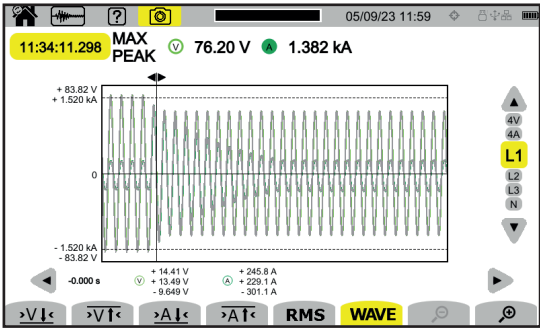 ? 05/09/23 11:59
11:34:11.298 MAX PEAK V 76.20 V A 1.382 kA
+ 83.82 V
+ 1.520 kA
0
- 1.520 kA
- 83.82 V
4V
4A
L1
L2
L3
N
-0.000 s
V + 14.41 V
+ 13.49 V
- 9.649 V
A + 245.8 A
+ 229.1 A
- 301.1 A
>V↓< >V↑< >A↓< >A↑< RMS WAVE